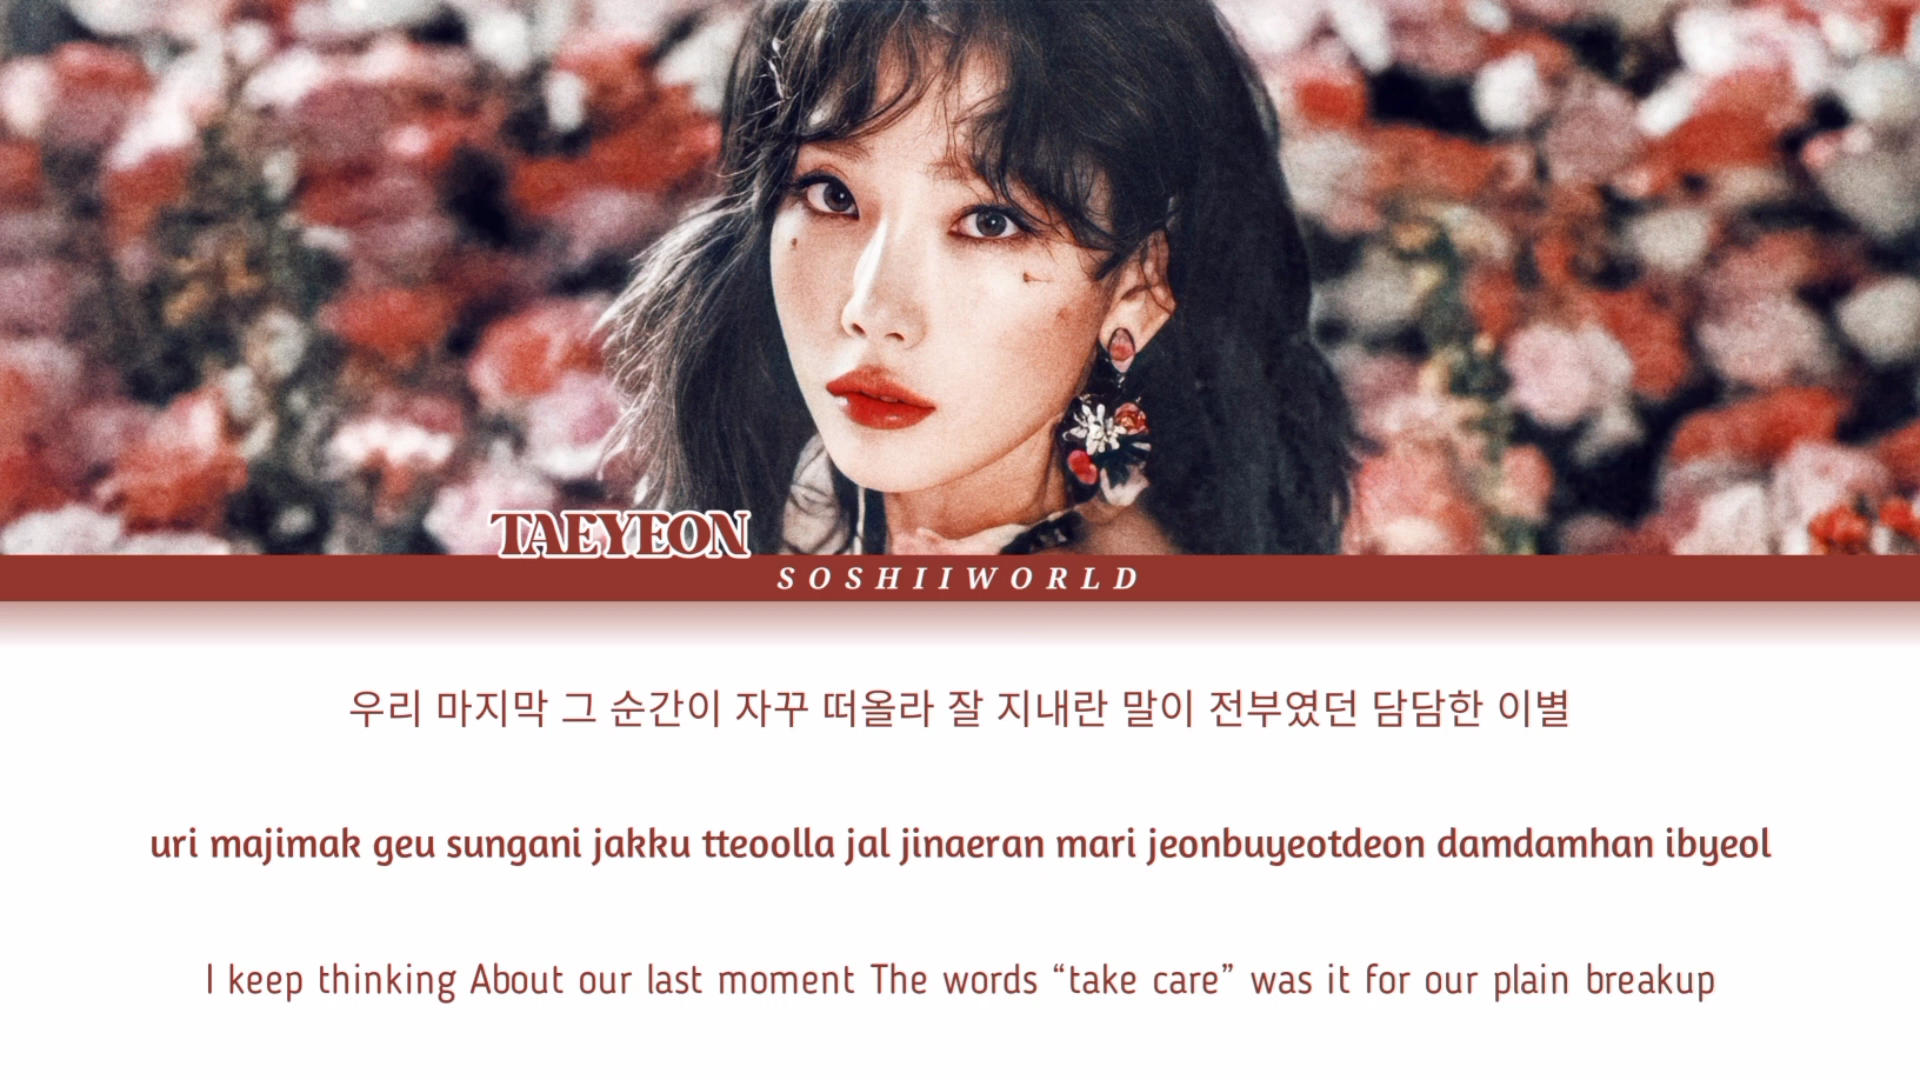 TAEYEON
SOSHIIWORLD
우리 마지막 그 순간이 자꾸 떠올라 잘 지내란 말이 전부였던 담담한 이별
uri majimak geu sungani jakku tteoolla jal jinaeran mari jeonbuyeotdeon damdamhan ibyeol
I keep thinking About our last moment The words “take care” was it for our plain breakup